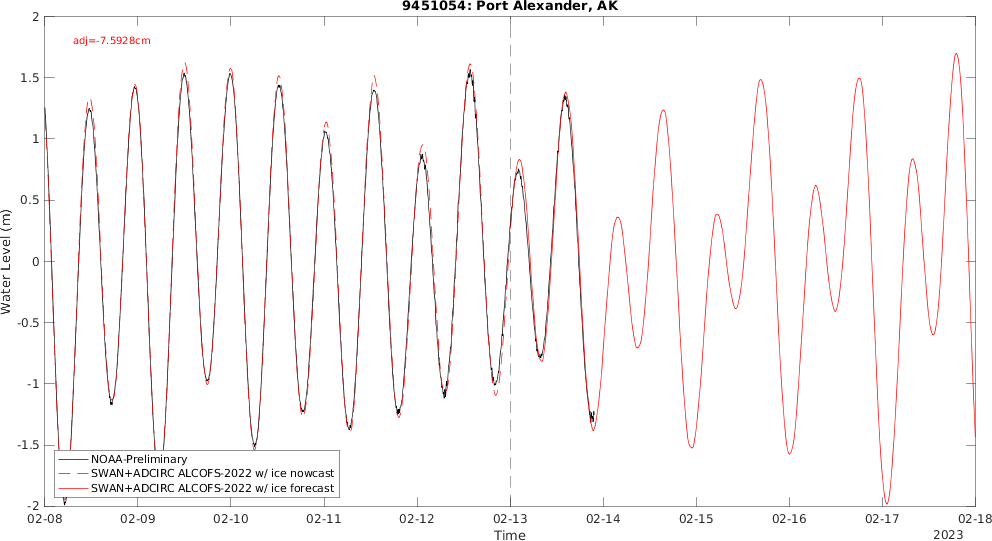 9451054: Port Alexander, AK
adj=-7.5928cm
Water Level (m)
2
1.5
1
0.5
0
-0.5
-1
-1.5
-2
NOAA-Preliminary
SWAN+ADCIRC ALCOFS-2022 w/ ice nowcast
SWAN+ADCIRC ALCOFS-2022 w/ ice forecast
02-08 02-09 02-10 02-11 02-12 02-13 02-14 02-15 02-16 02-17 02-18
Time
2023